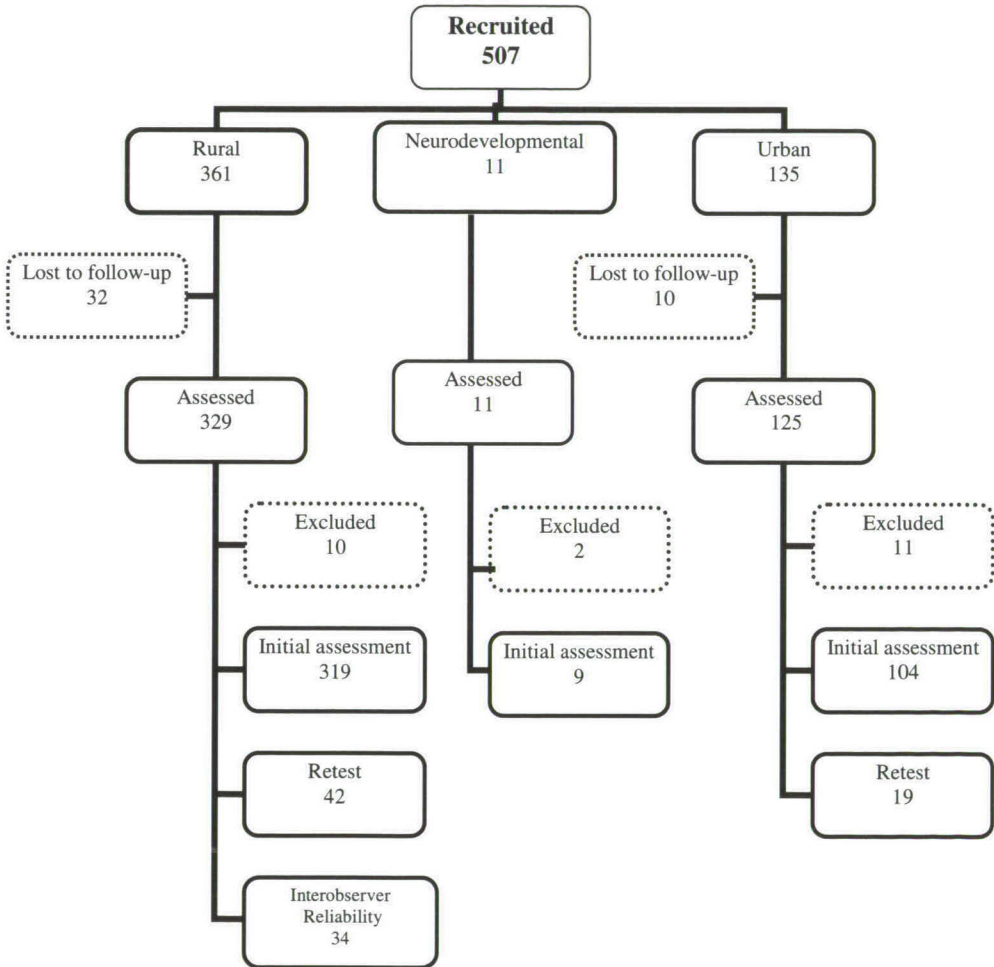 Recruited
507
Rural
361
Neurodevelopmental
11
Urban
135
Lost to follow-up
32
Lost to follow-up
10
Assessed
329
Assessed
11
Assessed
125
Excluded
10
Excluded
2
Excluded
11
Initial assessment
319
Initial assessment
9
Initial assessment
104
Retest
42
Retest
19
Interobserver
Reliability
34